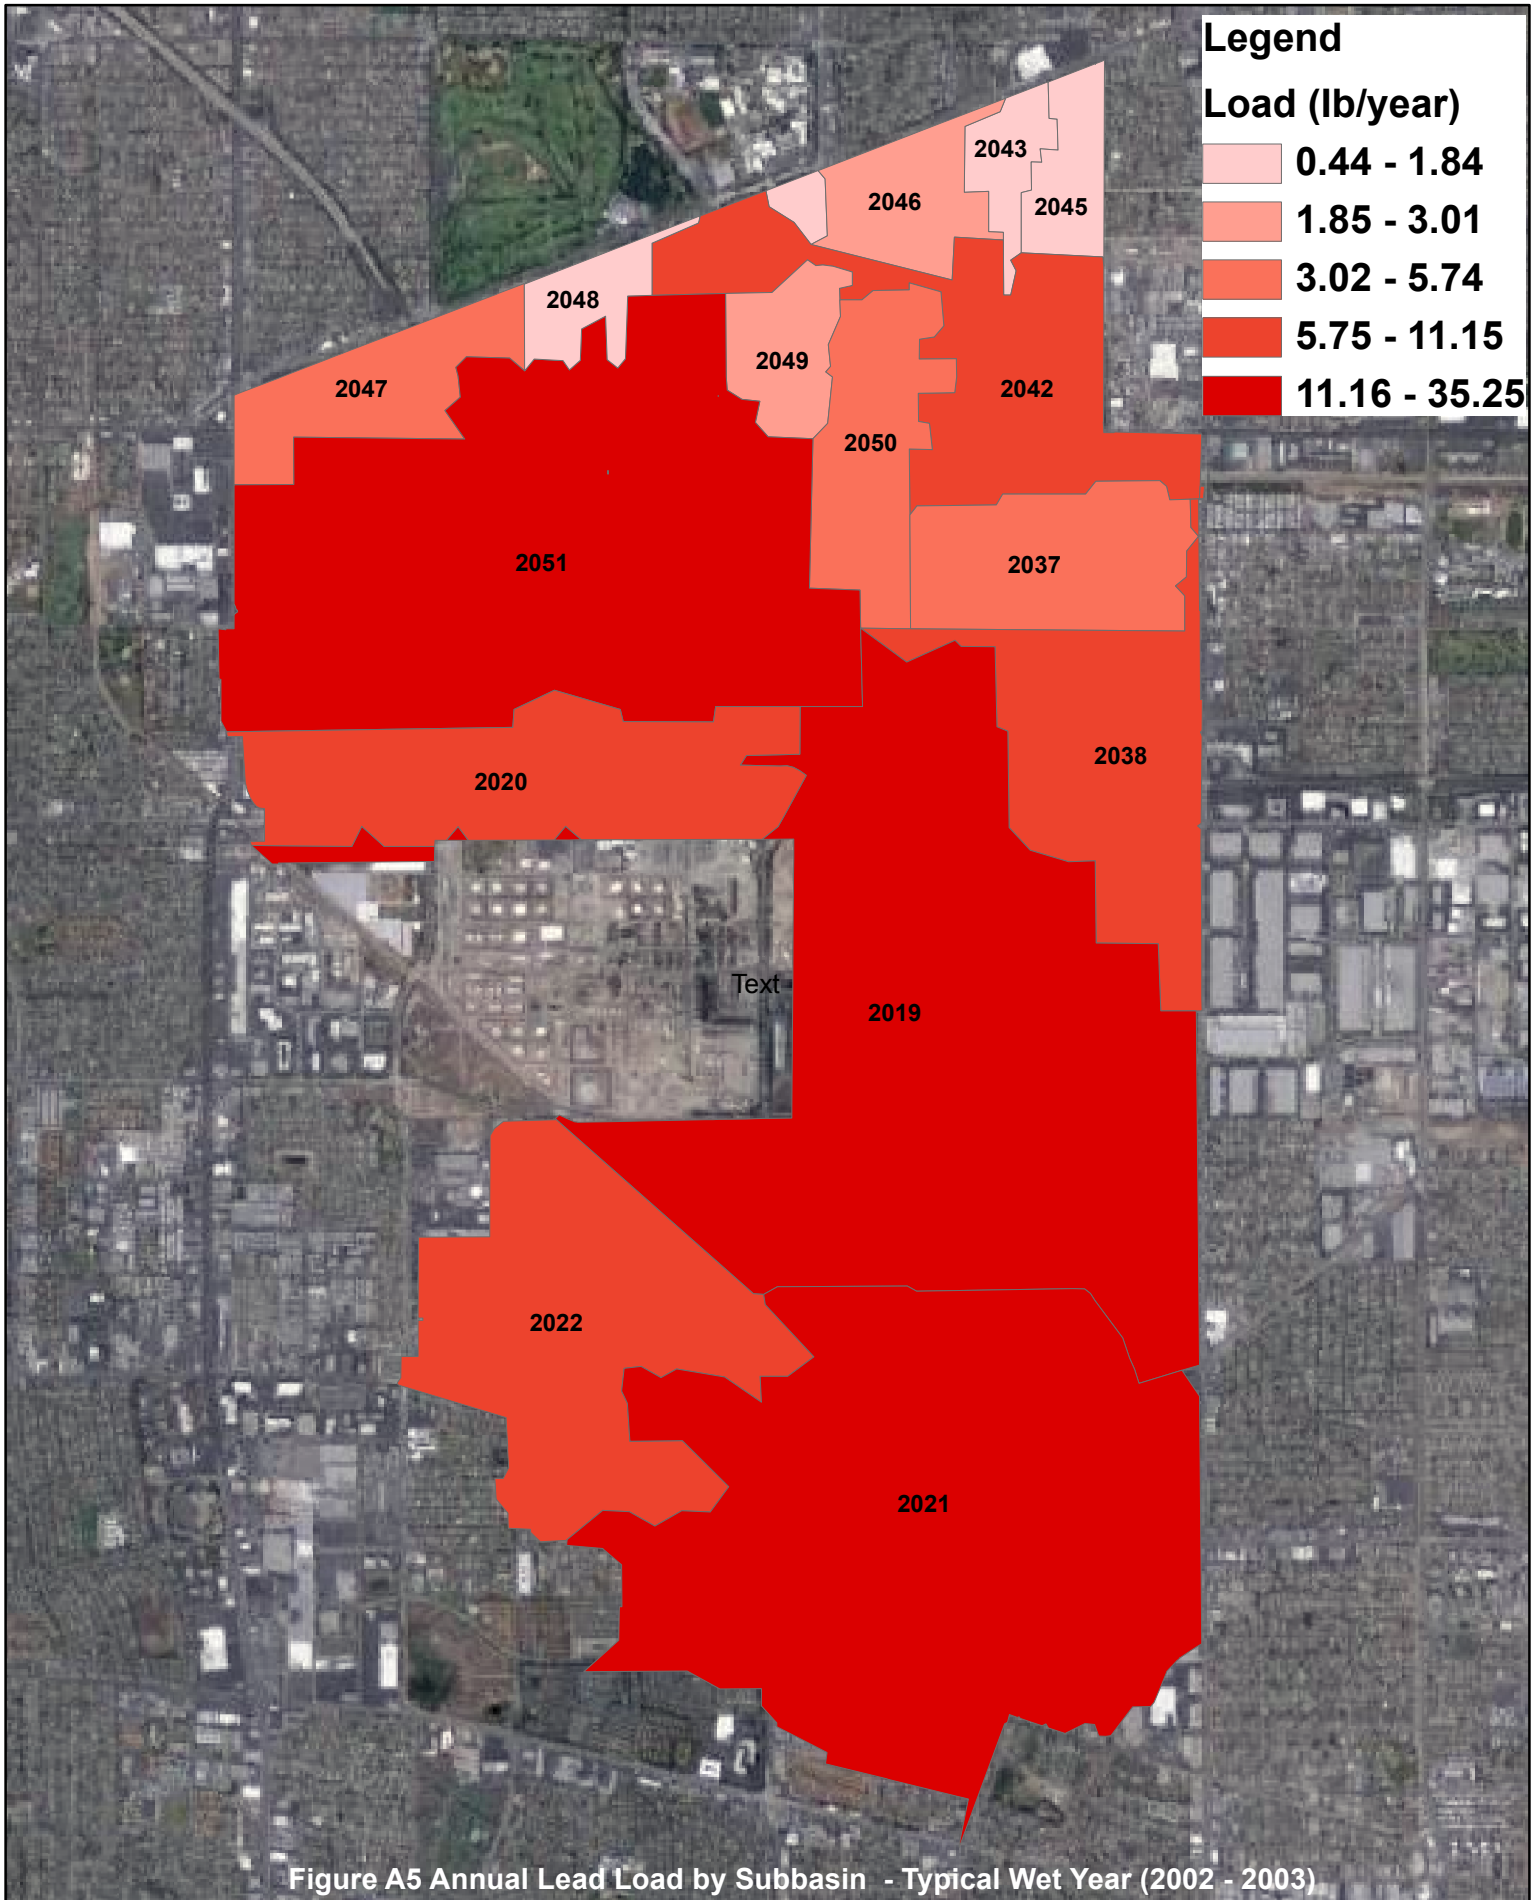 Legend
Load (lb/year)
0.44 - 1.84
1.85 - 3.01
3.02 - 5.74
5.75 - 11.15
11.16 - 35.25
2043
2046
2045
2048
2049
2047
2042
2050
2051
2037
2038
2020
Text
2019
2022
2021
Figure A5 Annual Lead Load by Subbasin - Typical Wet Year (2002 - 2003)